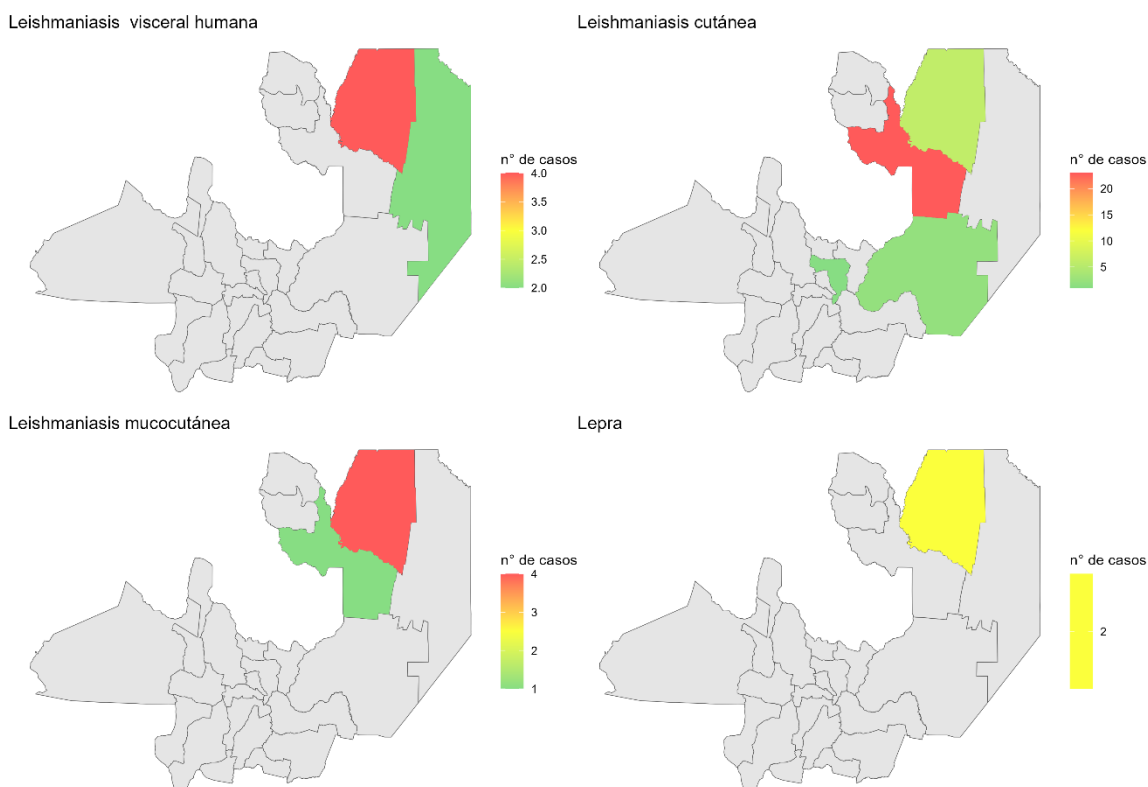 Leishmaniasis  visceral humana
n° de casos
4.0
3.5
3.0
2.5
2.0
Leishmaniasis cutánea
n° de casos
20
15
10
5
Leishmaniasis mucocutánea
n° de casos
4
3
2
1
Lepra
n° de casos
2